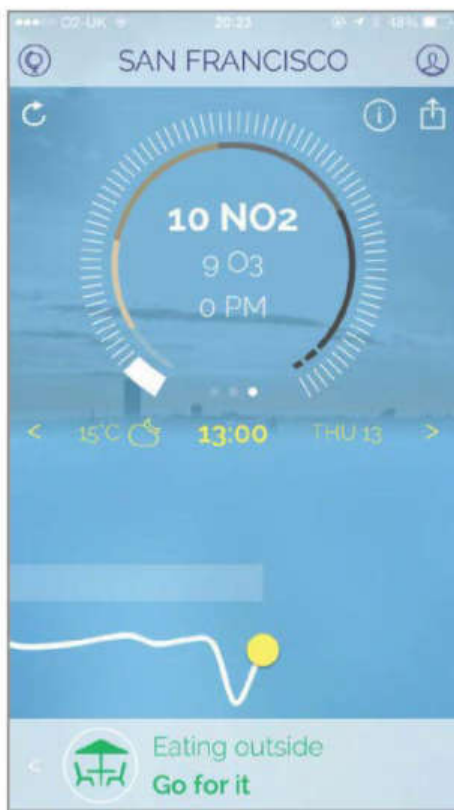 O2-UK 20:23 48%
SAN FRANCISCO
i
10 NO2
9 O3
0 PM
< 15°C 13:00 THU 13 >
< Eating outside
Go for it